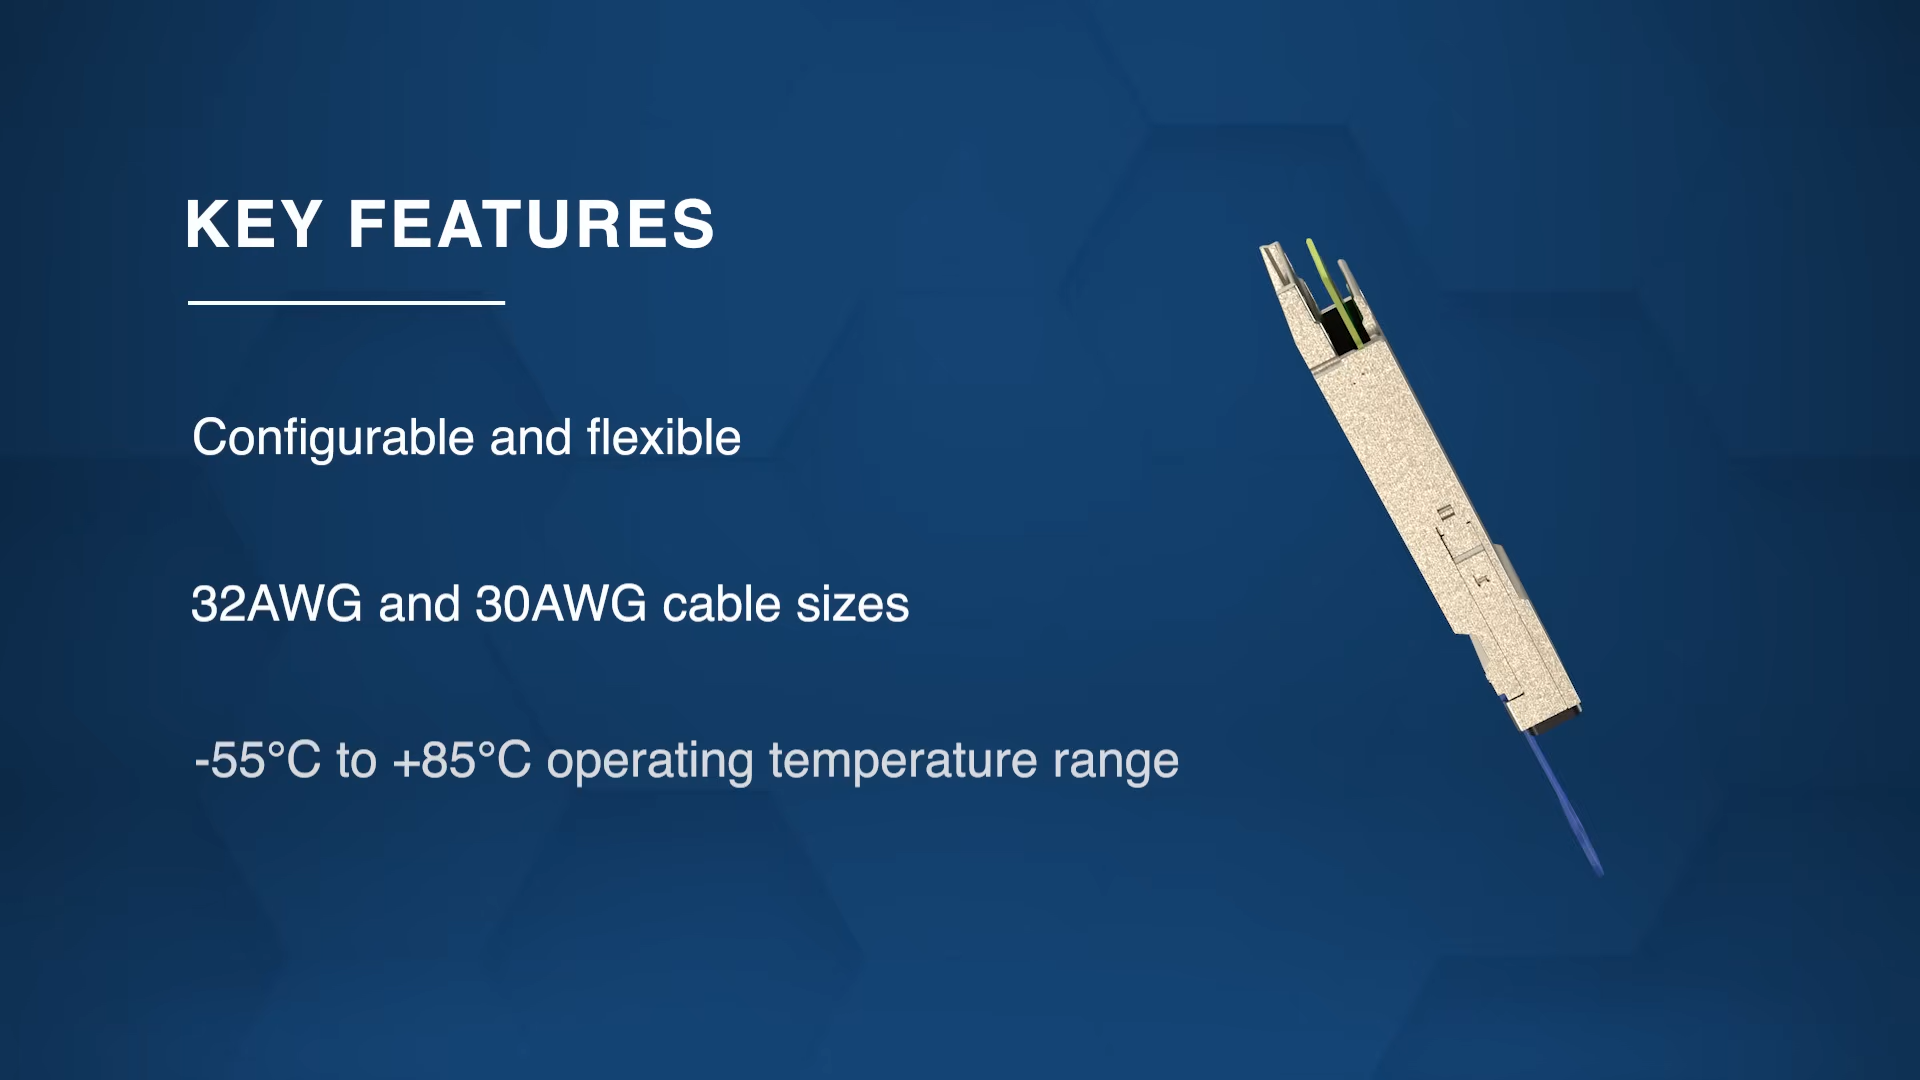 KEY FEATURES
Configurable and flexible
32AWG and 30AWG cable sizes
-55°C to +85°C operating temperature range